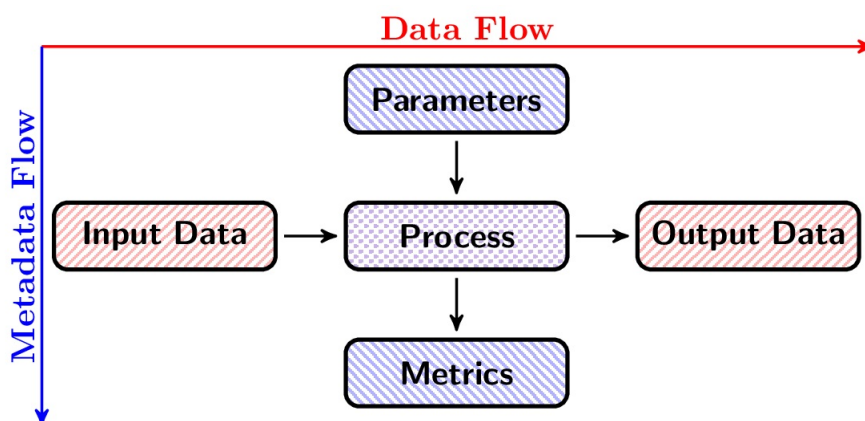 Data Flow
Metadata Flow
Parameters
Input Data
Process
Output Data
Metrics